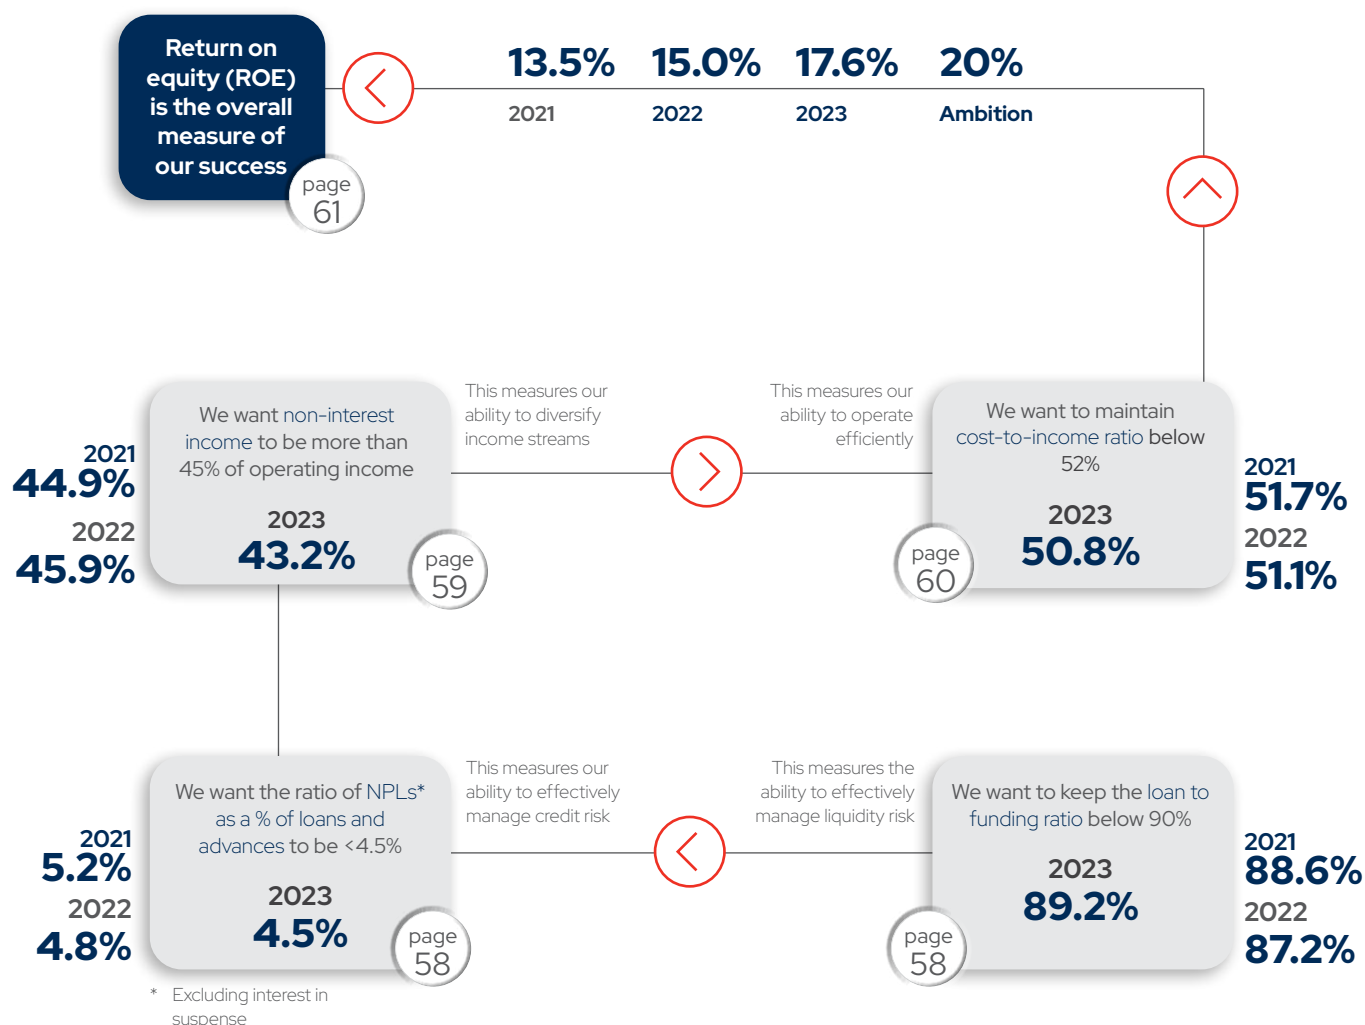 Return on
equity (ROE)
is the overall
measure of
our success
page
61
13.5%
2021
15.0%
2022
17.6%
2023
20%
Ambition
2021
44.9%
2022
45.9%
We want non-interest
income to be more than
45% of operating income
2023
43.2%
page
59
This measures our
ability to diversify
income streams
This measures our
ability to operate
efficiently
We want to maintain
cost-to-income ratio below
52%
2023
50.8%
page
60
2021
51.7%
2022
51.1%
2021
5.2%
2022
4.8%
We want the ratio of NPLs*
as a % of loans and
advances to be <4.5%
2023
4.5%
page
58
This measures our
ability to effectively
manage credit risk
This measures the
ability to effectively
manage liquidity risk
We want to keep the loan to
funding ratio below 90%
2023
89.2%
page
58
2021
88.6%
2022
87.2%
* Excluding interest in
suspense